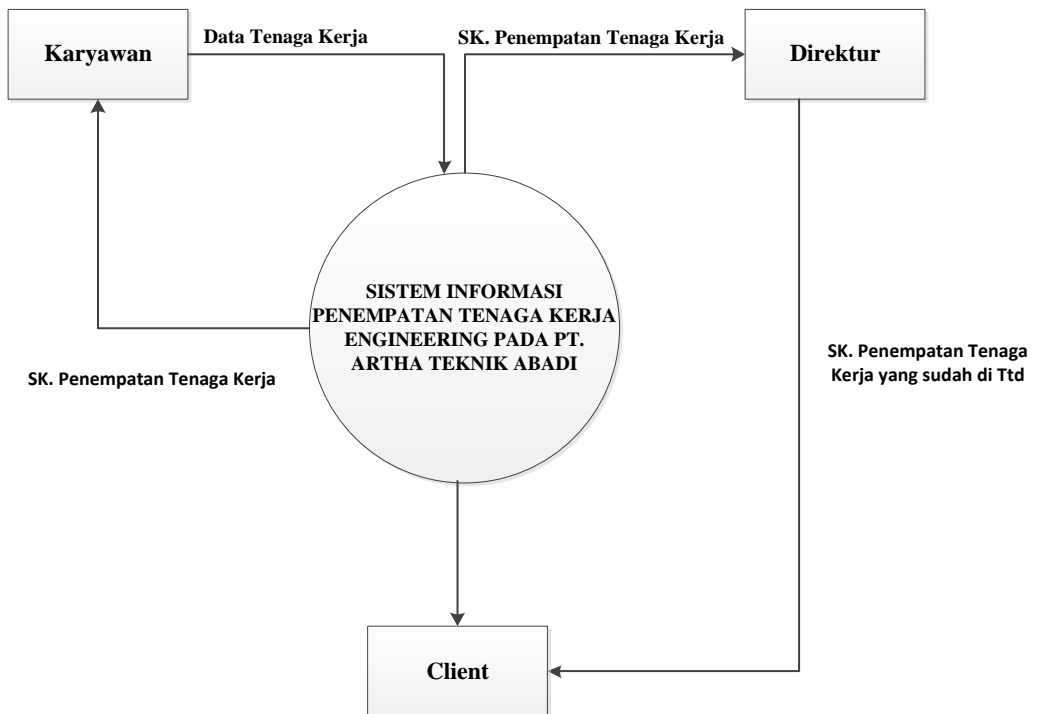 Karyawan
Data Tenaga Kerja
SK. Penempatan Tenaga Kerja
Direktur
SISTEM INFORMASI
PENEMPATAN TENAGA KERJA
ENGINEERING PADA PT.
ARTHA TEKNIK ABADI
SK. Penempatan Tenaga Kerja
SK. Penempatan Tenaga
Kerja yang sudah di Ttd
Client